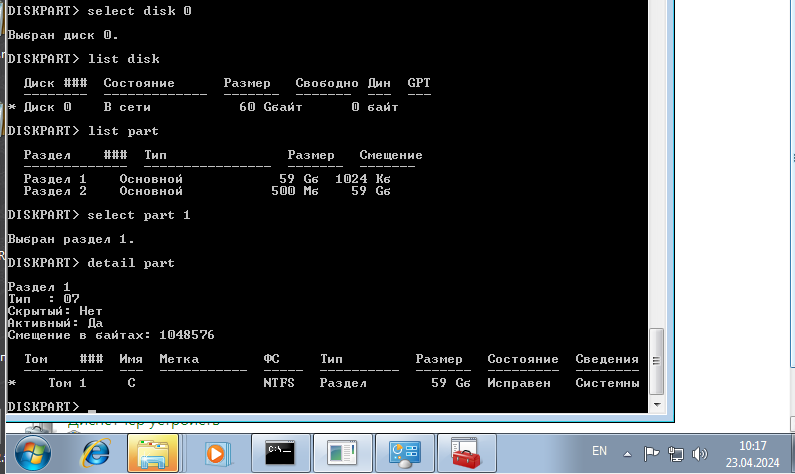 DISKPART> select disk 0
Выбран диск 0.
DISKPART> list disk
Диск ### Состояние Размер Свободно Дин GPT
-------- ------------- ------- ------- --- ---
* Диск 0 В сети 60 Gбайт 0 байт
DISKPART> list part
Раздел ### Тип Размер Смещение
------------- ---------------- ------- -------
Раздел 1 Основной 59 Gб 1024 Kб
Раздел 2 Основной 500 Mб 59 Gб
DISKPART> select part 1
Выбран раздел 1.
DISKPART> detail part
Раздел 1
Тип : 07
Скрытый: Нет
Активный: Да
Смещение в байтах: 1048576
Том ### Имя Метка ФС Тип Размер Состояние Сведения
---------- --- ----------- ----- ---------- ------- --------- --------
* Том 1 C NTFS Раздел 59 Gб Исправен Системны
DISKPART> _
Диспетчер устройств
C:\
EN
10:17
23.04.2024